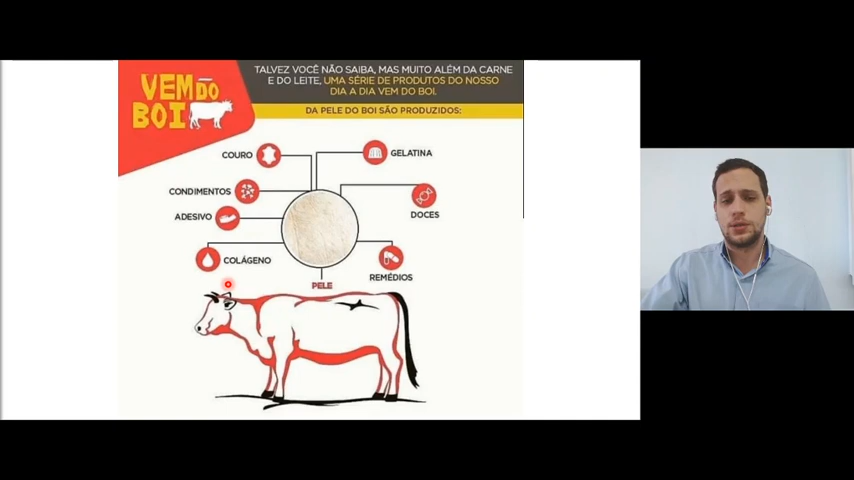 VEM DO
BOI
TALVEZ VOCÊ NÃO SAIBA, MAS MUITO ALÉM DA CARNE
E DO LEITE, UMA SÉRIE DE PRODUTOS DO NOSSO
DIA A DIA VEM DO BOI.
DA PELE DO BOI SÃO PRODUZIDOS:
COURO
GELATINA
CONDIMENTOS
DOCES
ADESIVO
COLÁGENO
REMÉDIOS
PELE